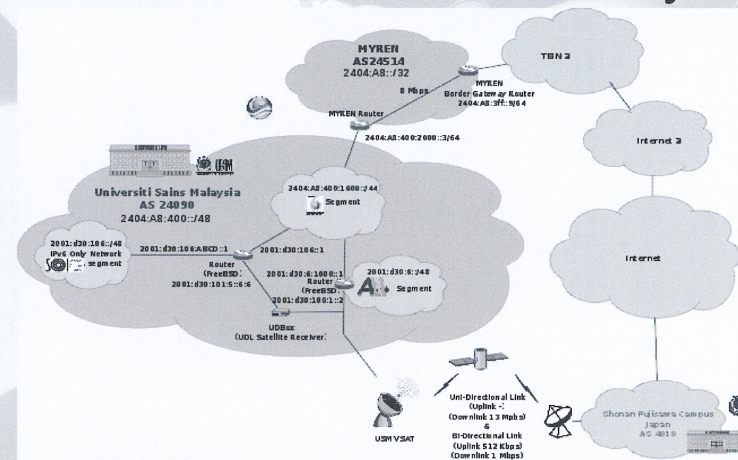 MYREN
AS24514
2404:A8::/32
TEIN2
8 Mbps
MYREN
Border Gateway Router
2404:A8:3ff::9/64
MYREN Router
2404:A8:400:2000::3/64
Internet 2
USM
Universiti Sains Malaysia
AS 24090
2404:A8:400::/48
2404:A8:400:1600::/44
Segment
2001:d30:106::/48
IPv6 Only Network
segment
2001:d30:106:ABCD::1
2001:d30:106::1
Router
(FreeBSD)
2001:d30:101:5::6:6
2001:d30:6:1000::1
Router
(FreeBSD)
2001:d30:100:1::2
2001:d30:6:/48
Segment
Internet
UDBox
(UDL Satellite Receiver)
USM VSAT
Uni-Directional Link
(Uplink -)
(Downlink 13 Mpbs)
&
Bi-Directional Link
(Uplink 512 Kbps)
(Downlink 1 Mbps)
Shonan Fujisawa Campus
Japan